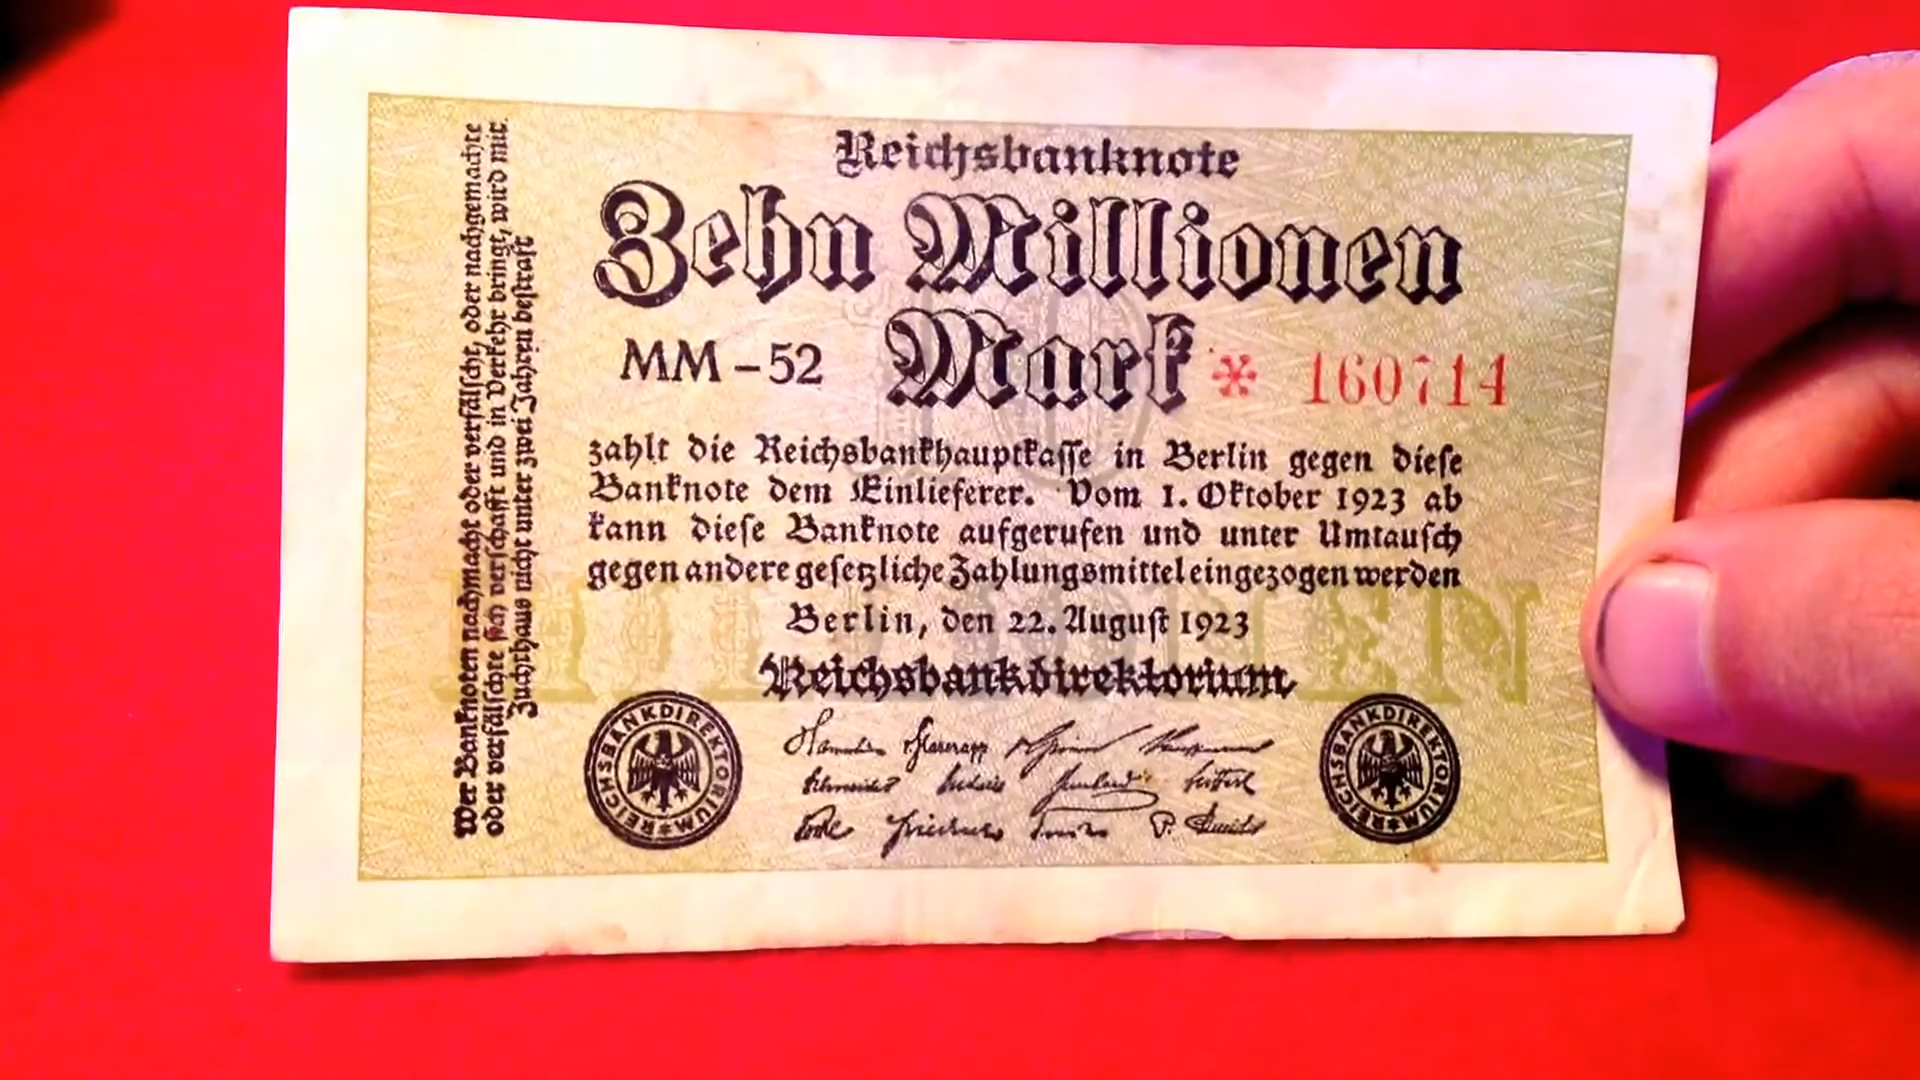 Reichsbanknote
Zehn Millionen
Mark
MM-52
* 160714
zahlt die Reichsbankhauptkasse in Berlin gegen diese
Banknote dem Einlieferer. Vom 1. Oktober 1923 ab
kann diese Banknote aufgerufen und unter Umtausch
gegen andere gesetzliche Zahlungsmittel eingezogen werden
Berlin, den 22. August 1923
Reichsbankdirektorium
REICHSBANKDIREKTORIUM
REICHSBANKDIREKTORIUM
Wer Banknoten nachmacht oder verfälscht, oder nachgemachte
oder verfälschte sich verschafft und in Verkehr bringt, wird mit
Zuchthaus nicht unter zwei Jahren bestraft
10
MILLIONEN